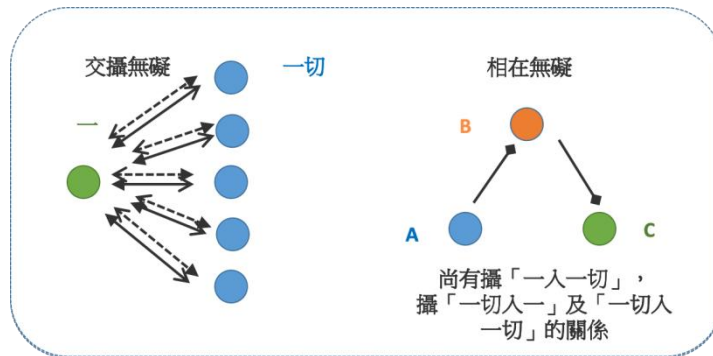 交攝無礙
一切
一
相在無礙
B
A
C
尚有攝「一入一切」，
攝「一切入一」及「一切入
一切」的關係